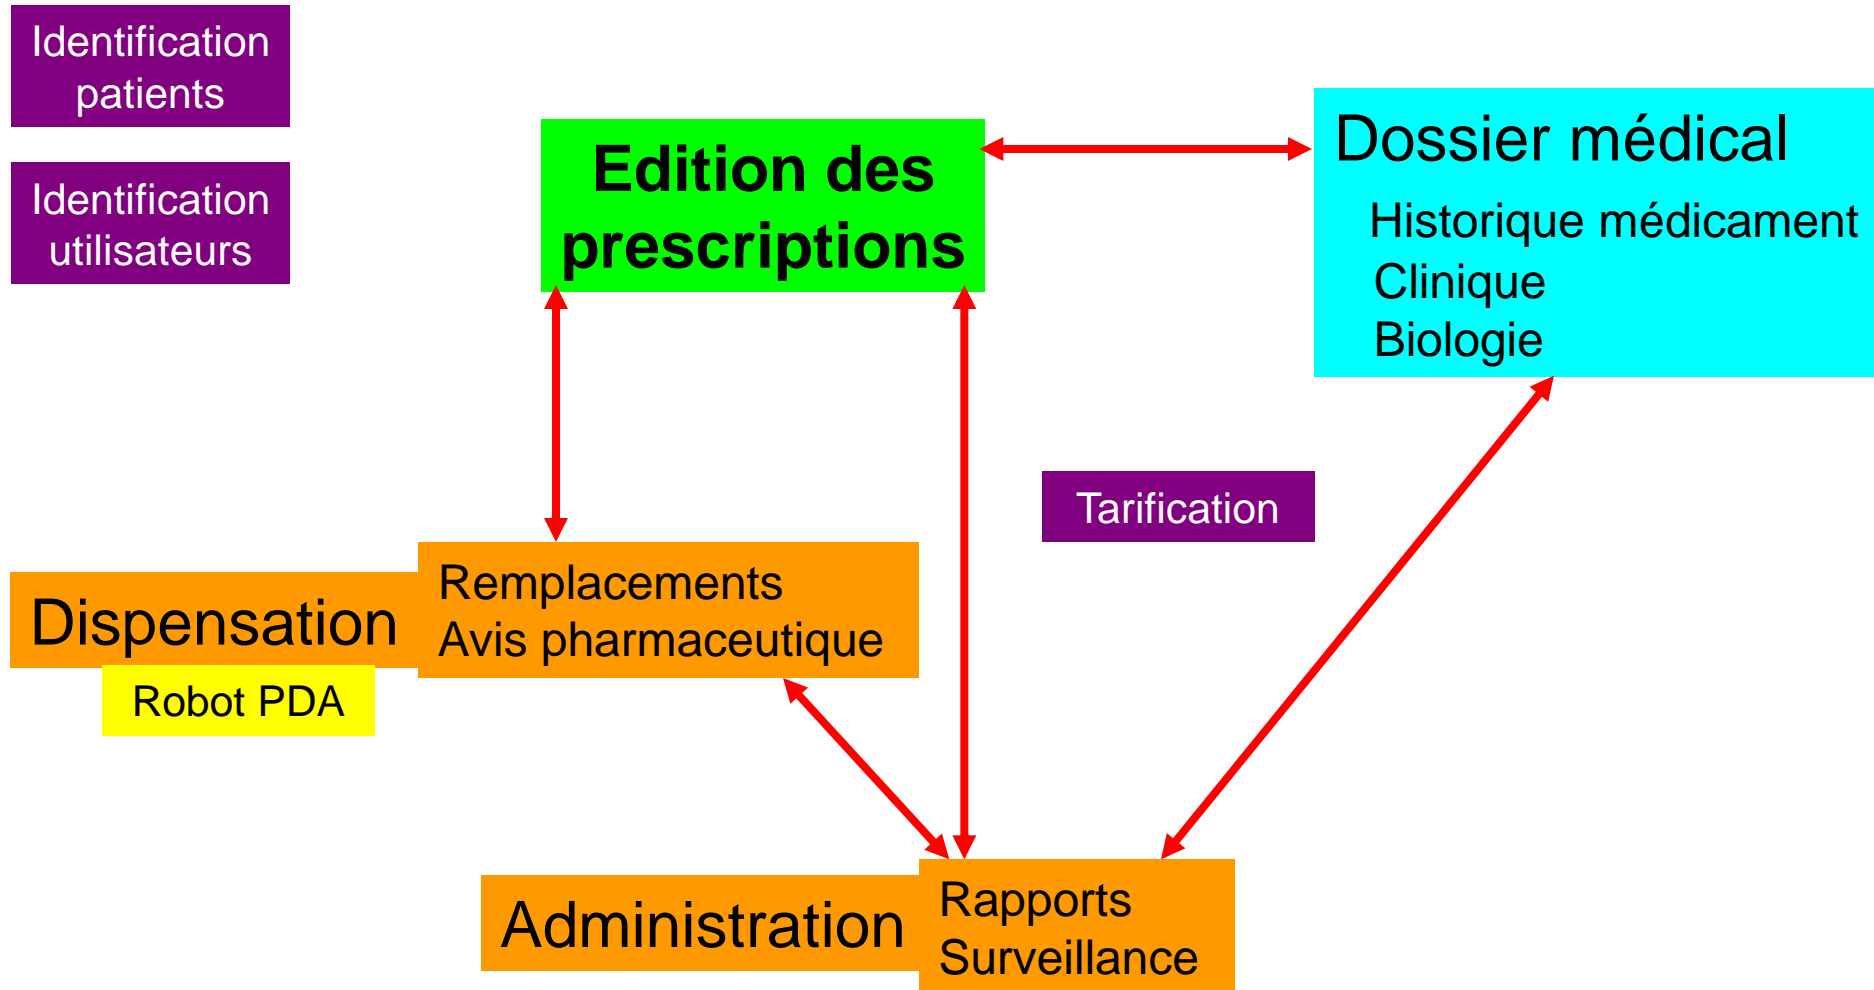 Identification
patients
Identification
utilisateurs
Edition des
prescriptions
Dossier médical
Historique médicament
Clinique
Biologie
Tarification
Dispensation
Remplacements
Avis pharmaceutique
Robot PDA
Administration
Rapports
Surveillance